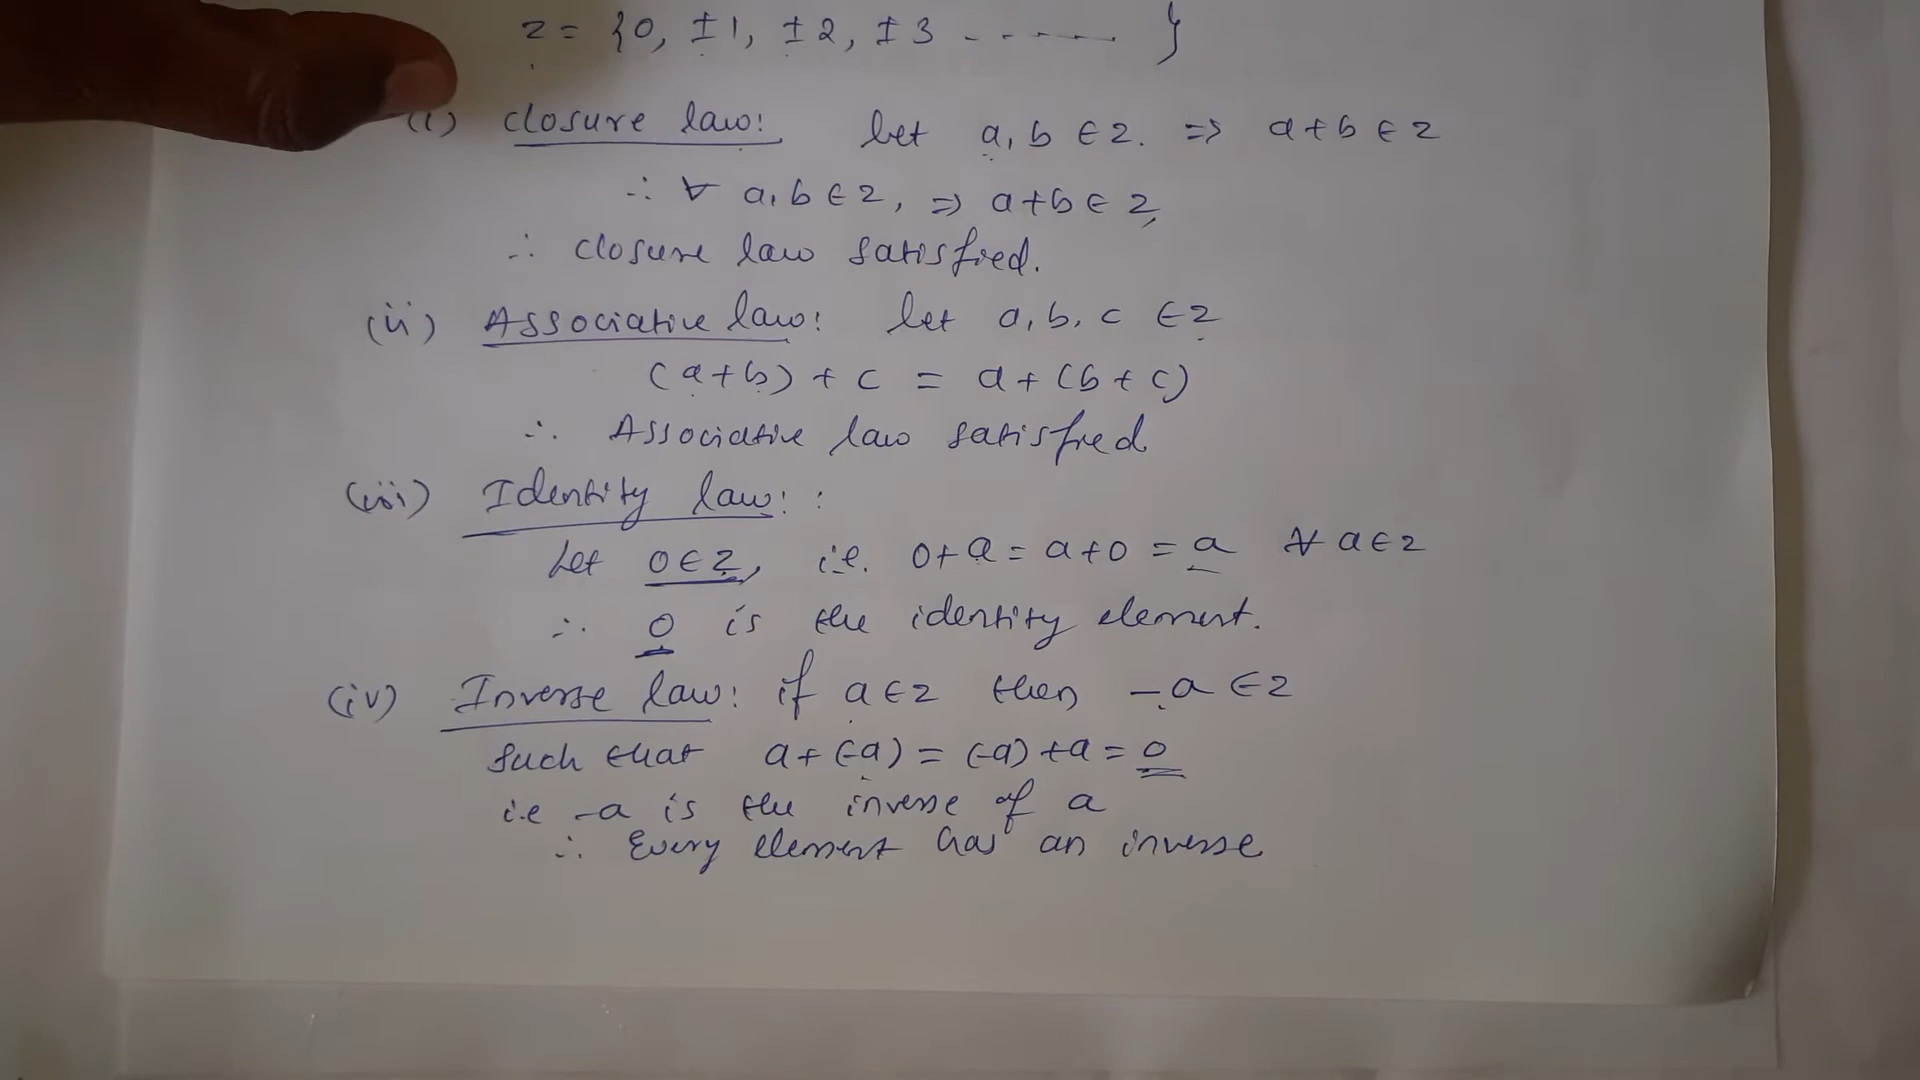 z = {0, ±1, ±2, ±3 ------ }
(i) closure law: let a, b ∈ z. => a+b ∈ z
∴ ∀ a, b ∈ z, => a+b ∈ z,
∴ closure law satisfied.
(ii) Associative law: let a, b, c ∈ z
(a+b) + c = a + (b + c)
∴ Associative law satisfied
(iii) Identity law: :
Let 0 ∈ z, i.e. 0+a = a+0 = a ∀ a ∈ z
∴ 0 is the identity element.
(iv) Inverse law: if a ∈ z then -a ∈ z
such that a + (-a) = (-a) + a = 0
i.e -a is the inverse of a
∴ Every element has an inverse